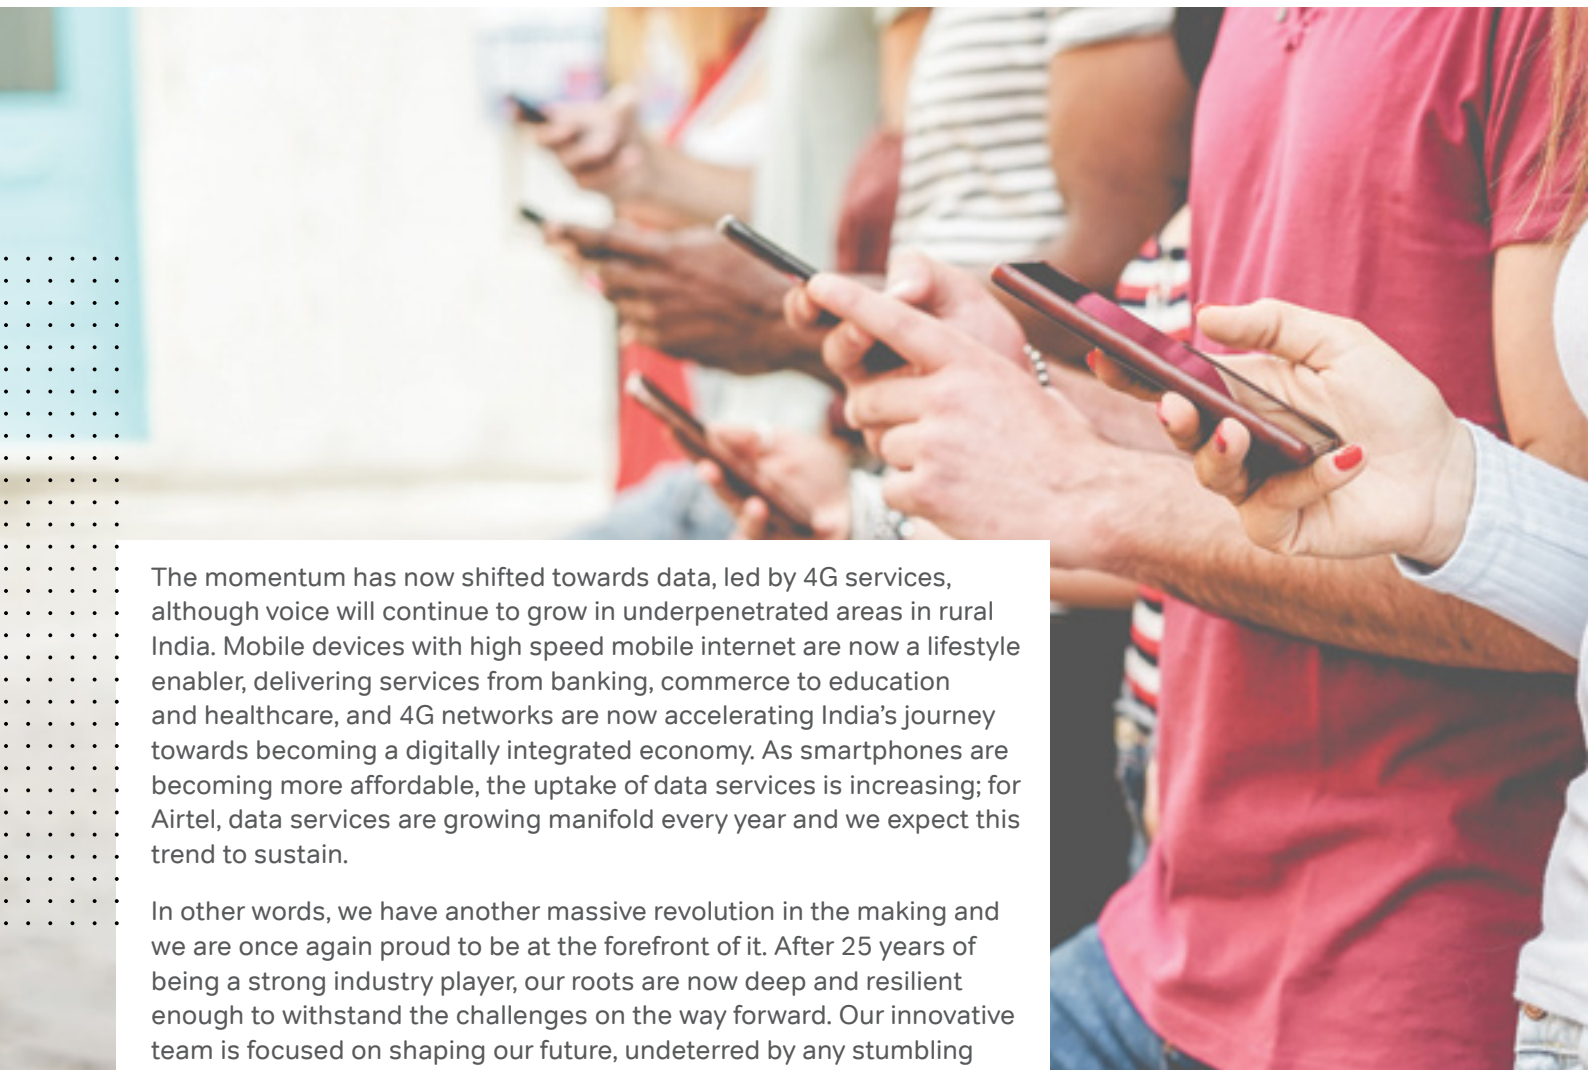 The momentum has now shifted towards data, led by 4G services,
although voice will continue to grow in underpenetrated areas in rural
India. Mobile devices with high speed mobile internet are now a lifestyle
enabler, delivering services from banking, commerce to education
and healthcare, and 4G networks are now accelerating India’s journey
towards becoming a digitally integrated economy. As smartphones are
becoming more affordable, the uptake of data services is increasing; for
Airtel, data services are growing manifold every year and we expect this
trend to sustain.
In other words, we have another massive revolution in the making and
we are once again proud to be at the forefront of it. After 25 years of
being a strong industry player, our roots are now deep and resilient
enough to withstand the challenges on the way forward. Our innovative
team is focused on shaping our future, undeterred by any stumbling